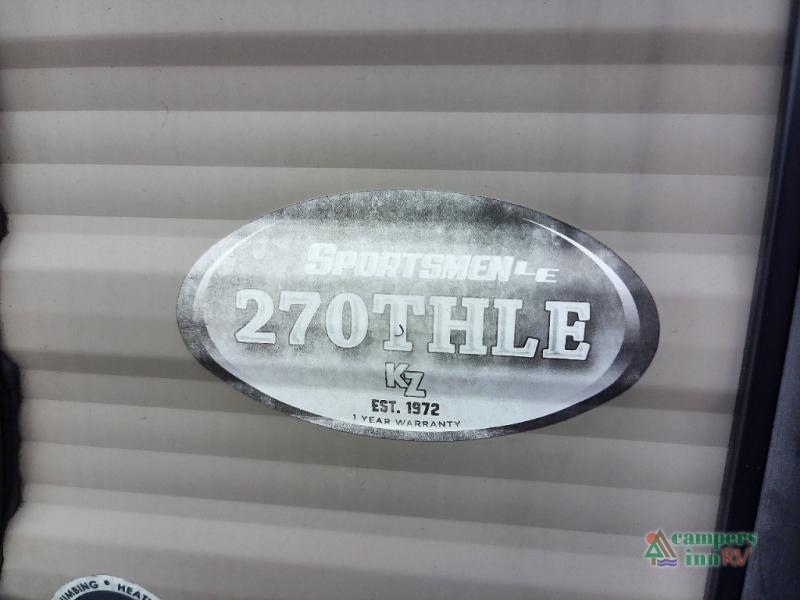 SPORTSMEN LE
270THLE
KZ
EST. 1972
1 YEAR WARRANTY
campers
inn RV